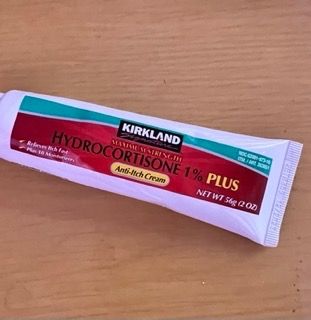 KIRKLAND
MAXIMUM STRENGTH
HYDROCORTISONE 1% PLUS
Anti-Itch Cream
Relieves Itch Fast
Plus 10 Moisturizers
NET WT 56g (2 OZ)